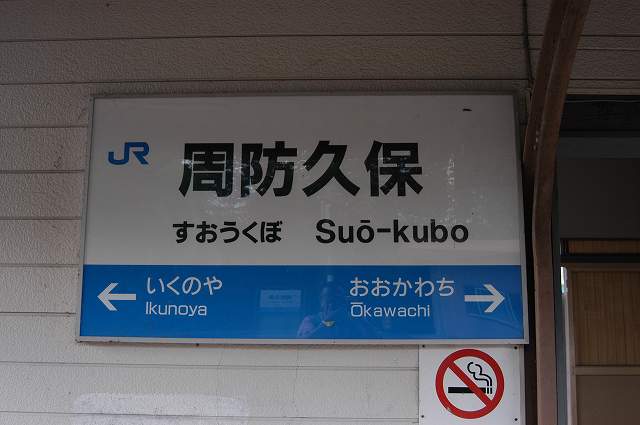 JR 周防久保
すおうくぼ Suō-kubo
← いくのや おおかわち →
Ikunoya Ōkawachi